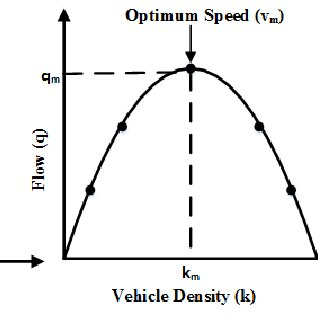 Optimum Speed (vm)
qm
Flow (q)
km
Vehicle Density (k)